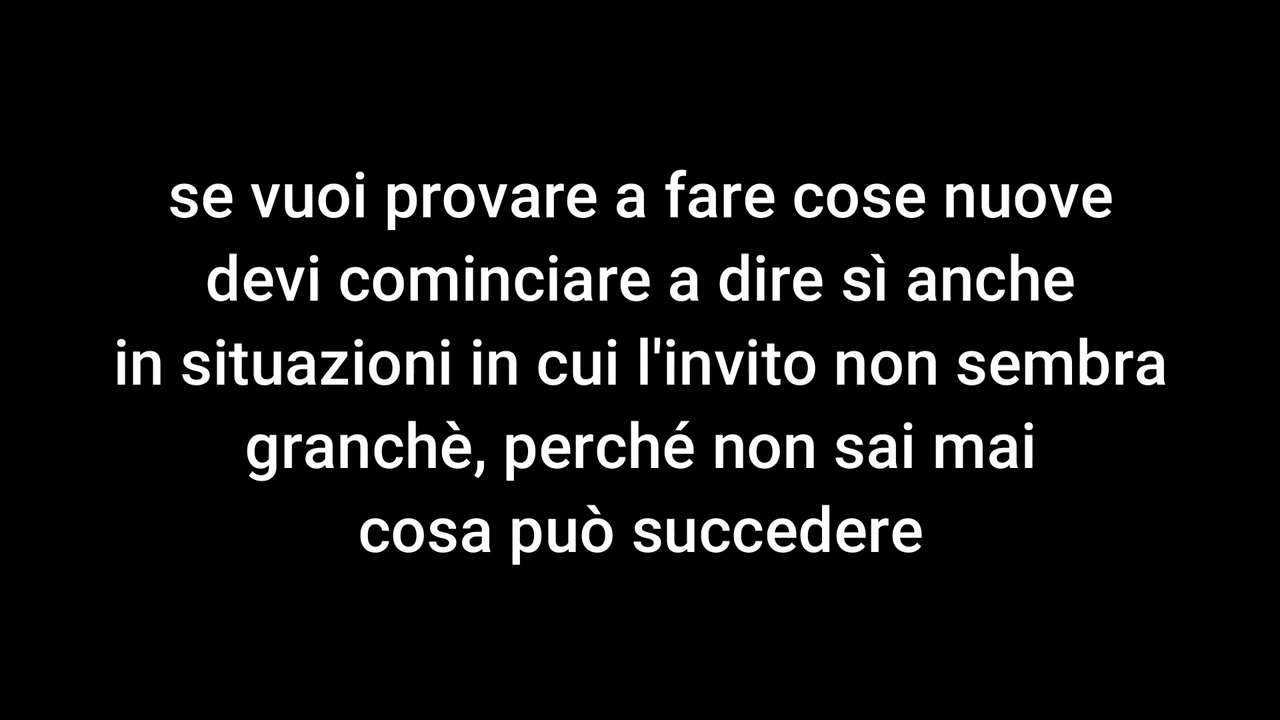 se vuoi provare a fare cose nuove
devi cominciare a dire sì anche
in situazioni in cui l'invito non sembra
granchè, perché non sai mai
cosa può succedere